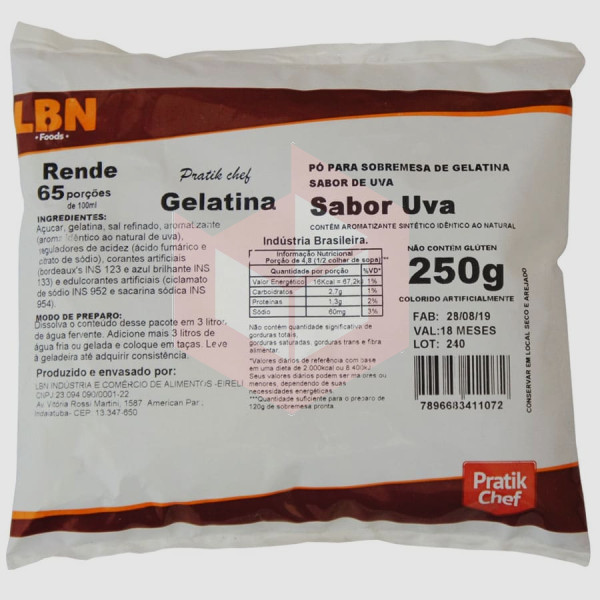 LBN
•Foods•
Rende
65 porções
de 100ml
Pratik chef
Gelatina
PÓ PARA SOBREMESA DE GELATINA
SABOR DE UVA
Sabor Uva
CONTÉM AROMATIZANTE SINTÉTICO IDÊNTICO AO NATURAL
INGREDIENTES:
Açucar, gelatina, sal refinado, aromatizante
(aroma idêntico ao natural de uva),
reguladores de acidez (ácido fumárico e
citrato de sódio), corantes artificiais
(bordeaux's INS 123 e azul brilhante INS
133) e edulcorantes artificiais (ciclamato
de sódio INS 952 e sacarina sódica INS
954).
MODO DE PREPARO:
Dissolva o conteúdo desse pacote em 3 litros
de água fervente. Adicione mais 3 litros de
água fria ou gelada e coloque em taças. Leve
à geladeira até adquirir consistência.
Produzido e envasado por:
LBN INDÚSTRIA E COMÉRCIO DE ALIMENTOS -EIRELI
CNPJ 23.094.090/0001-22
Av. Vitória Rossi Martini, 1587 American Par;
Indaiatuba- CEP: 13.347-650
Indústria Brasileira.
Informação Nutricional
Porção de 4,8 (1/2 colher de sopa) **
Quantidade por porção %VD*
Valor Energético 16Kcal = 67,2kj 1%
Carboidratos 2,7g 1%
Proteinas 1,3g 2%
Sódio 60mg 3%
Não contém quantidade significative de
gorduras totais,
gorduras saturadas, gorduras trans e fibra
alimentar.
*Valores diários de referência com base
em uma dieta de 2.000kcal ou 8.400kJ
Seus valores diários podem ser maiores ou
menores, dependendo de suas
necessidades energéticas.
***Quantidade suficiente para o preparo de
120g de sobremesa pronta
NÃO CONTÉM GLÚTEN
250g
COLORIDO ARTIFICIALMENTE
FAB: 28/08/19
VAL:18 MESES
LOT: 240
7896683411072
CONSERVAR EM LOCAL SECO E AREJADO
Pratik
Chef